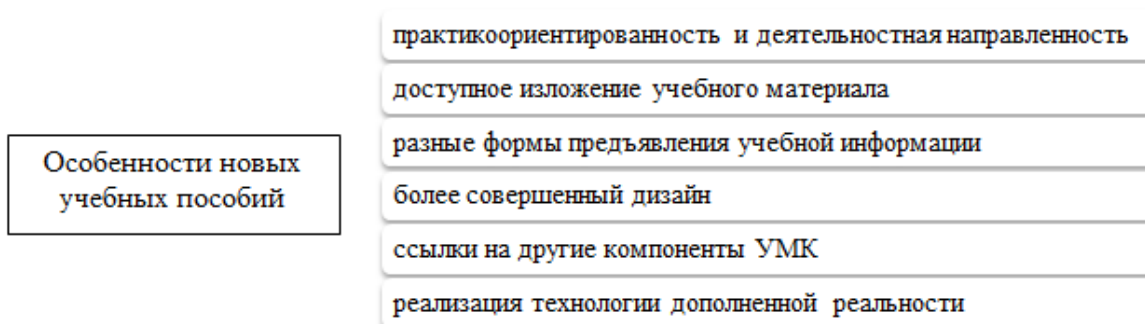 Особенности новых
учебных пособий
практикоориентированность и деятельностная направленность
доступное изложение учебного материала
разные формы предъявления учебной информации
более совершенный дизайн
ссылки на другие компоненты УМК
реализация технологии дополненной реальности